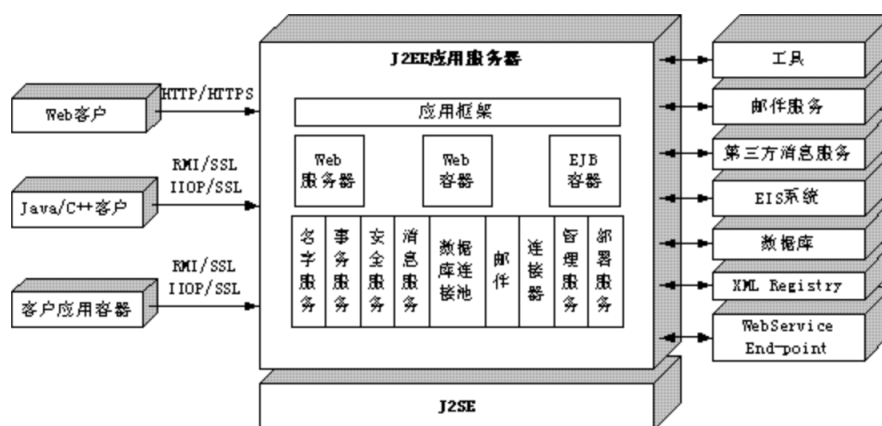 J2EE应用服务器
应用框架
Web
服务器
Web
容器
EJB
容器
名字服务
事务服务
安全服务
消息服务
数据
库连
接池
邮件
连接器
管理服务
部署服务
J2SE
Web客户
HTTP/HTTPS
Java/C++客户
RMI/SSL
IIOP/SSL
客户应用容器
RMI/SSL
IIOP/SSL
工具
邮件服务
第三方消息服务
EIS系统
数据库
XML Registry
WebService
End-point